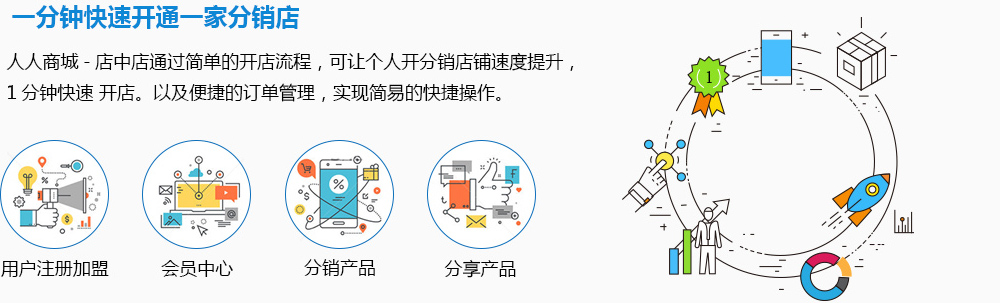 一分钟快速开通一家分销店
人人商城 - 店中店通过简单的开店流程，可让个人开分销店铺速度提升，
1 分钟快速 开店。以及便捷的订单管理，实现简易的快捷操作。
1
%
$
%
@
$
f
用户注册加盟
会员中心
分销产品
分享产品